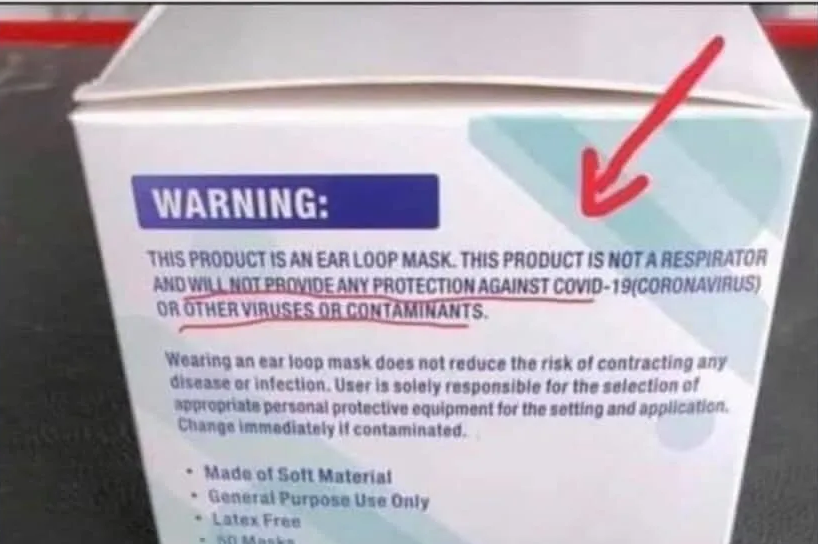 WARNING:
THIS PRODUCT IS AN EAR LOOP MASK. THIS PRODUCT IS NOT A RESPIRATOR
AND WILL NOT PROVIDE ANY PROTECTION AGAINST COVID-19(CORONAVIRUS)
OR OTHER VIRUSES OR CONTAMINANTS.
Wearing an ear loop mask does not reduce the risk of contracting any
disease or infection. User is solely responsible for the selection of
appropriate personal protective equipment for the setting and application.
Change immediately if contaminated.
• Made of Soft Material
• General Purpose Use Only
• Latex Free
• 50 Masks